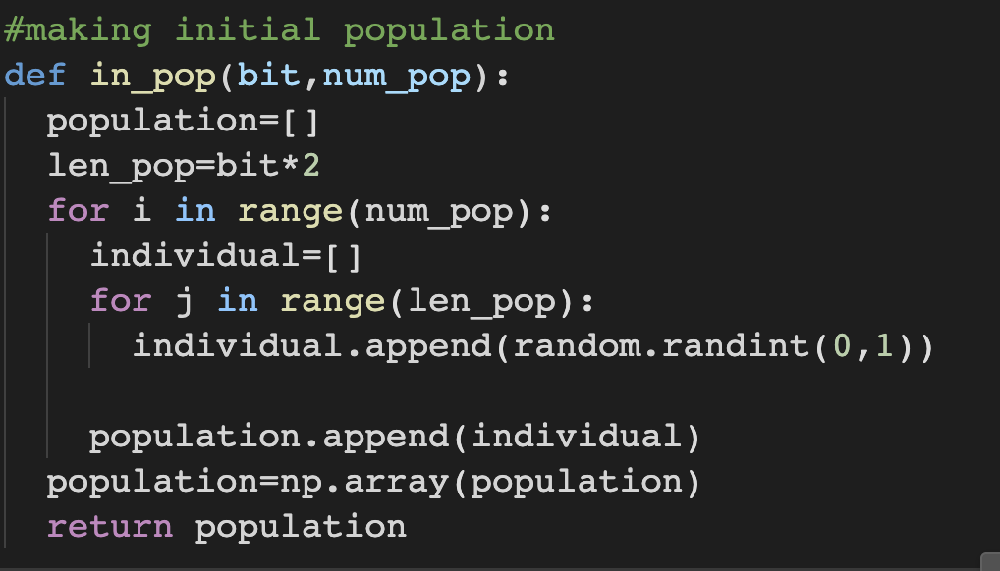 #making initial population
def in_pop(bit,num_pop):
  population=[]
  len_pop=bit*2
  for i in range(num_pop):
    individual=[]
    for j in range(len_pop):
      individual.append(random.randint(0,1))

    population.append(individual)
  population=np.array(population)
  return population